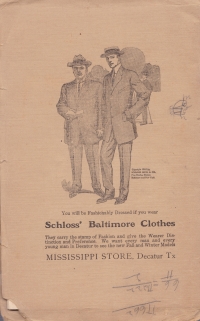 You will be Fashionably Dressed if you wear
Schloss' Baltimore Clothes
They carry the stamp of Fashion and give the Wearer Dis-
tinction and Preference. We want every man and every
young man in Decatur to see the new Fall and Winter Models
MISSISSIPPI STORE, Decatur Tx